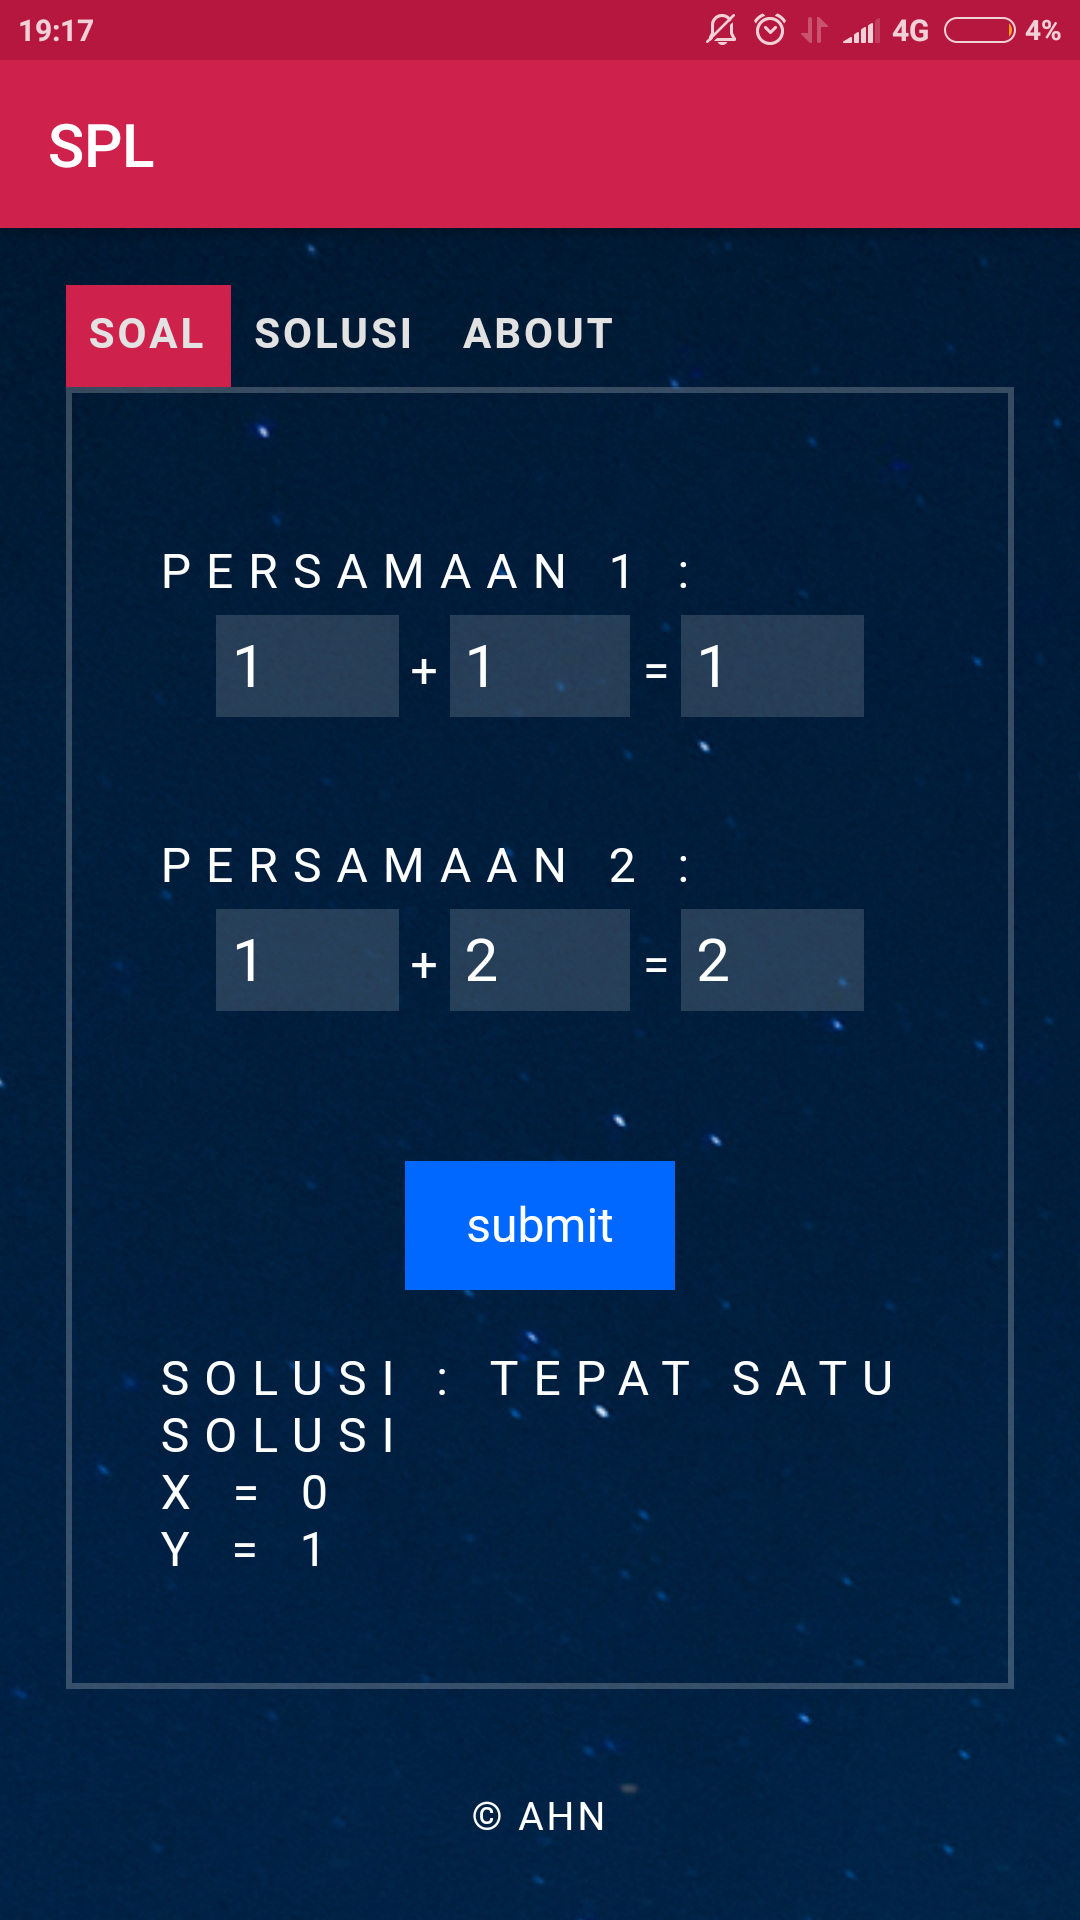 19:17 4G 4%
SPL
SOAL SOLUSI ABOUT
PERSAMAAN 1 :
1 + 1 = 1
PERSAMAAN 2 :
1 + 2 = 2
submit
SOLUSI : TEPAT SATU
SOLUSI
X = 0
Y = 1
© AHN